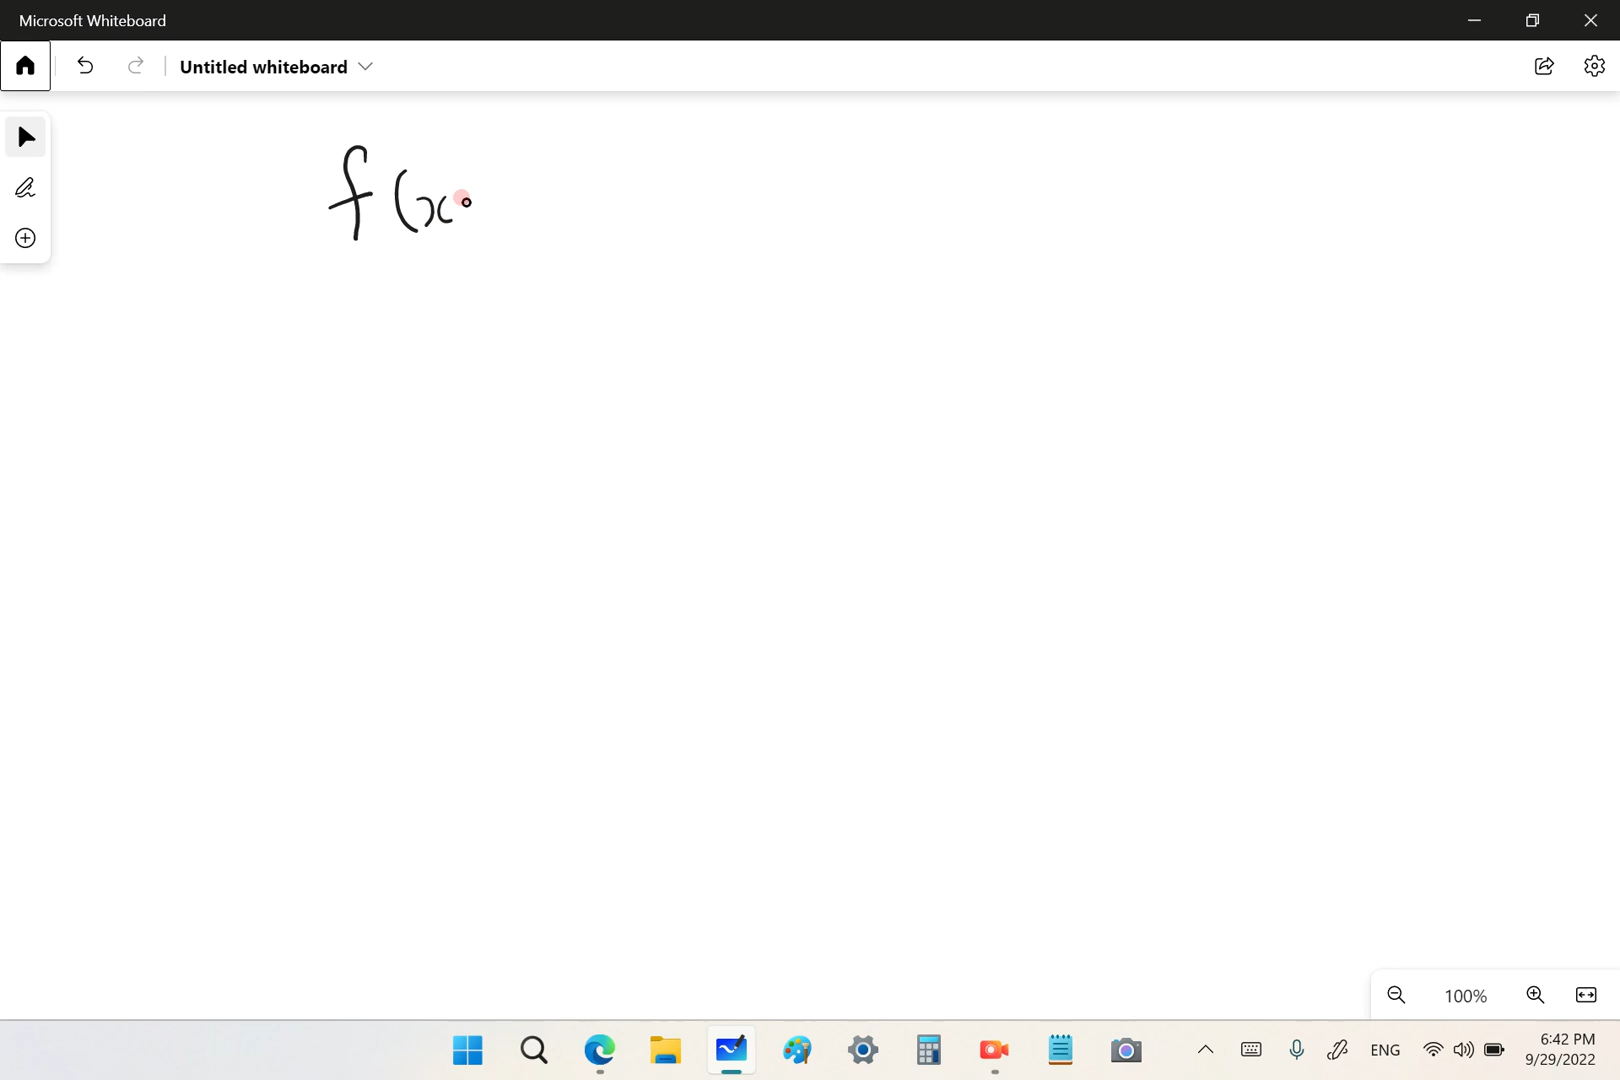 Microsoft Whiteboard
Untitled whiteboard
f(x
100%
ENG
6:42 PM
9/29/2022